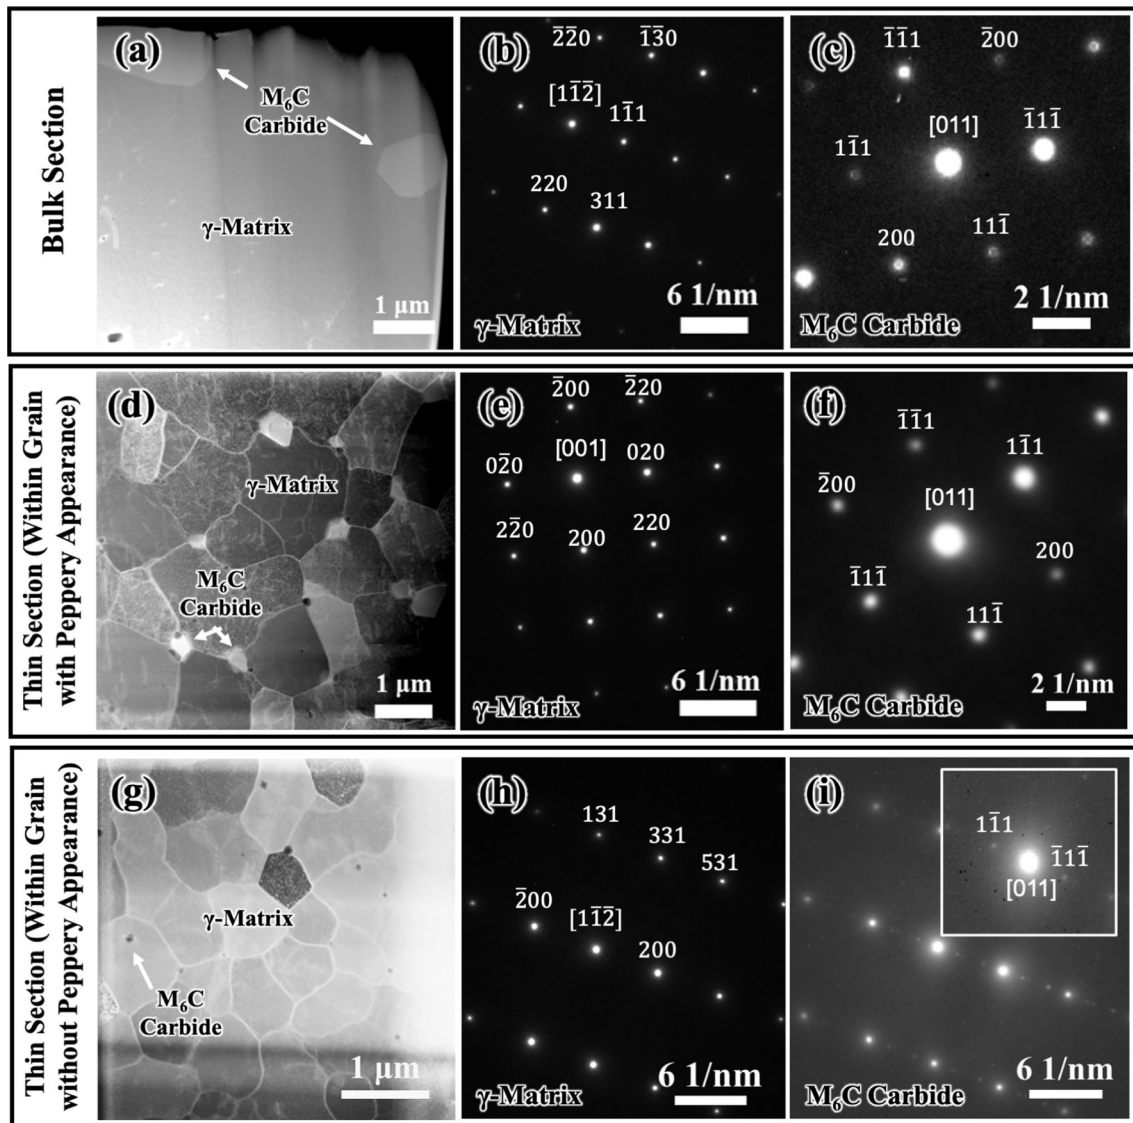 Bulk Section
(a)
M₆C
Carbide
γ-Matrix
1 μm
(b)
2̅2̅0
1̅30
[11̅2̅]
11̅1
220
311
6 1/nm
γ-Matrix
(c)
1̅1̅1
2̅00
[011]
1̅11̅
11̅1
200
111̅
2 1/nm
M₆C Carbide
Thin Section (Within Grain
with Peppery Appearance)
(d)
γ-Matrix
M₆C
Carbide
1 μm
(e)
2̅00
2̅20
[001]
02̅0
020
22̅0
200
220
6 1/nm
γ-Matrix
(f)
1̅1̅1
11̅1
2̅00
[011]
200
1̅11̅
111̅
2 1/nm
M₆C Carbide
Thin Section (Within Grain
without Peppery Appearance)
(g)
γ-Matrix
M₆C
Carbide
1 μm
(h)
131
331
531
2̅00
[11̅2̅]
200
6 1/nm
γ-Matrix
(i)
11̅1
1̅11̅
[011]
6 1/nm
M₆C Carbide